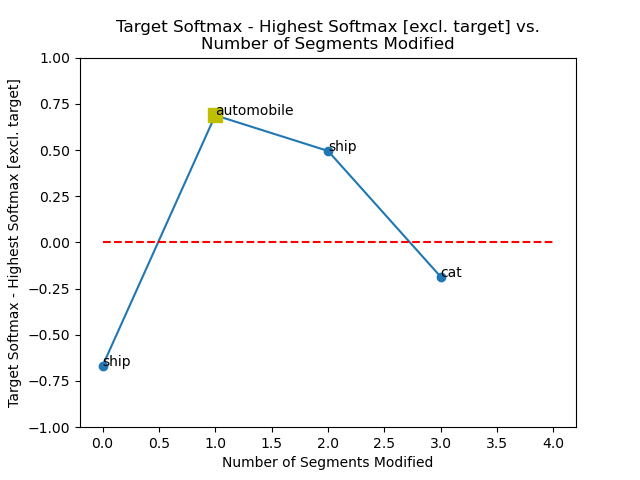 Target Softmax - Highest Softmax [excl. target] vs.
Number of Segments Modified
Target Softmax - Highest Softmax [excl. target]
1.00
0.75
0.50
0.25
0.00
−0.25
−0.50
−0.75
−1.00
automobile
ship
cat
ship
0.0 0.5 1.0 1.5 2.0 2.5 3.0 3.5 4.0
Number of Segments Modified